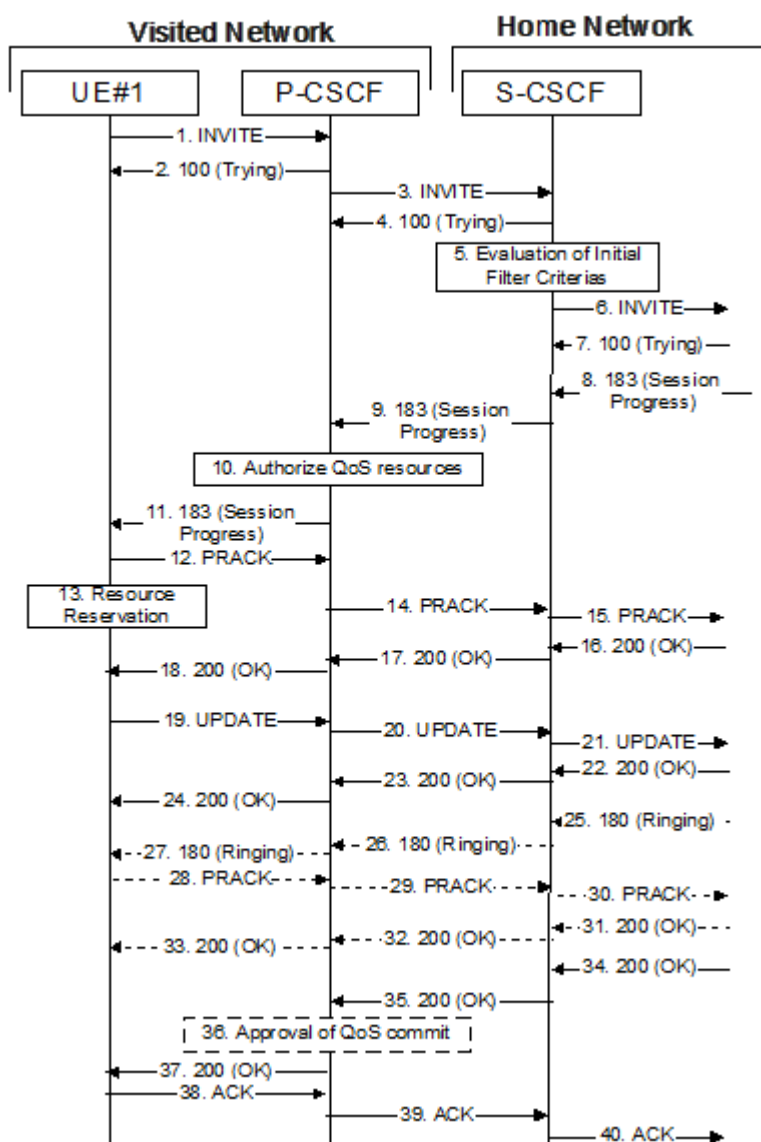 Visited Network
Home Network
UE#1
P-CSCF
S-CSCF
1. INVITE
2. 100 (Trying)
3. INVITE
4. 100 (Trying)
5. Evaluation of Initial
Filter Criterias
6. INVITE
7. 100 (Trying)
8. 183 (Session
Progress)
9. 183 (Session
Progress)
10. Authorize QoS resources
11. 183 (Session
Progress)
12. PRACK
13. Resource
Reservation
14. PRACK
15. PRACK
16. 200 (OK)
17. 200 (OK)
18. 200 (OK)
19. UPDATE
20. UPDATE
21. UPDATE
22. 200 (OK)
23. 200 (OK)
24. 200 (OK)
25. 180 (Ringing)
26. 180 (Ringing)
27. 180 (Ringing)
28. PRACK
29. PRACK
30. PRACK
31. 200 (OK)
32. 200 (OK)
33. 200 (OK)
34. 200 (OK)
35. 200 (OK)
36. Approval of QoS commit
37. 200 (OK)
38. ACK
39. ACK
40. ACK